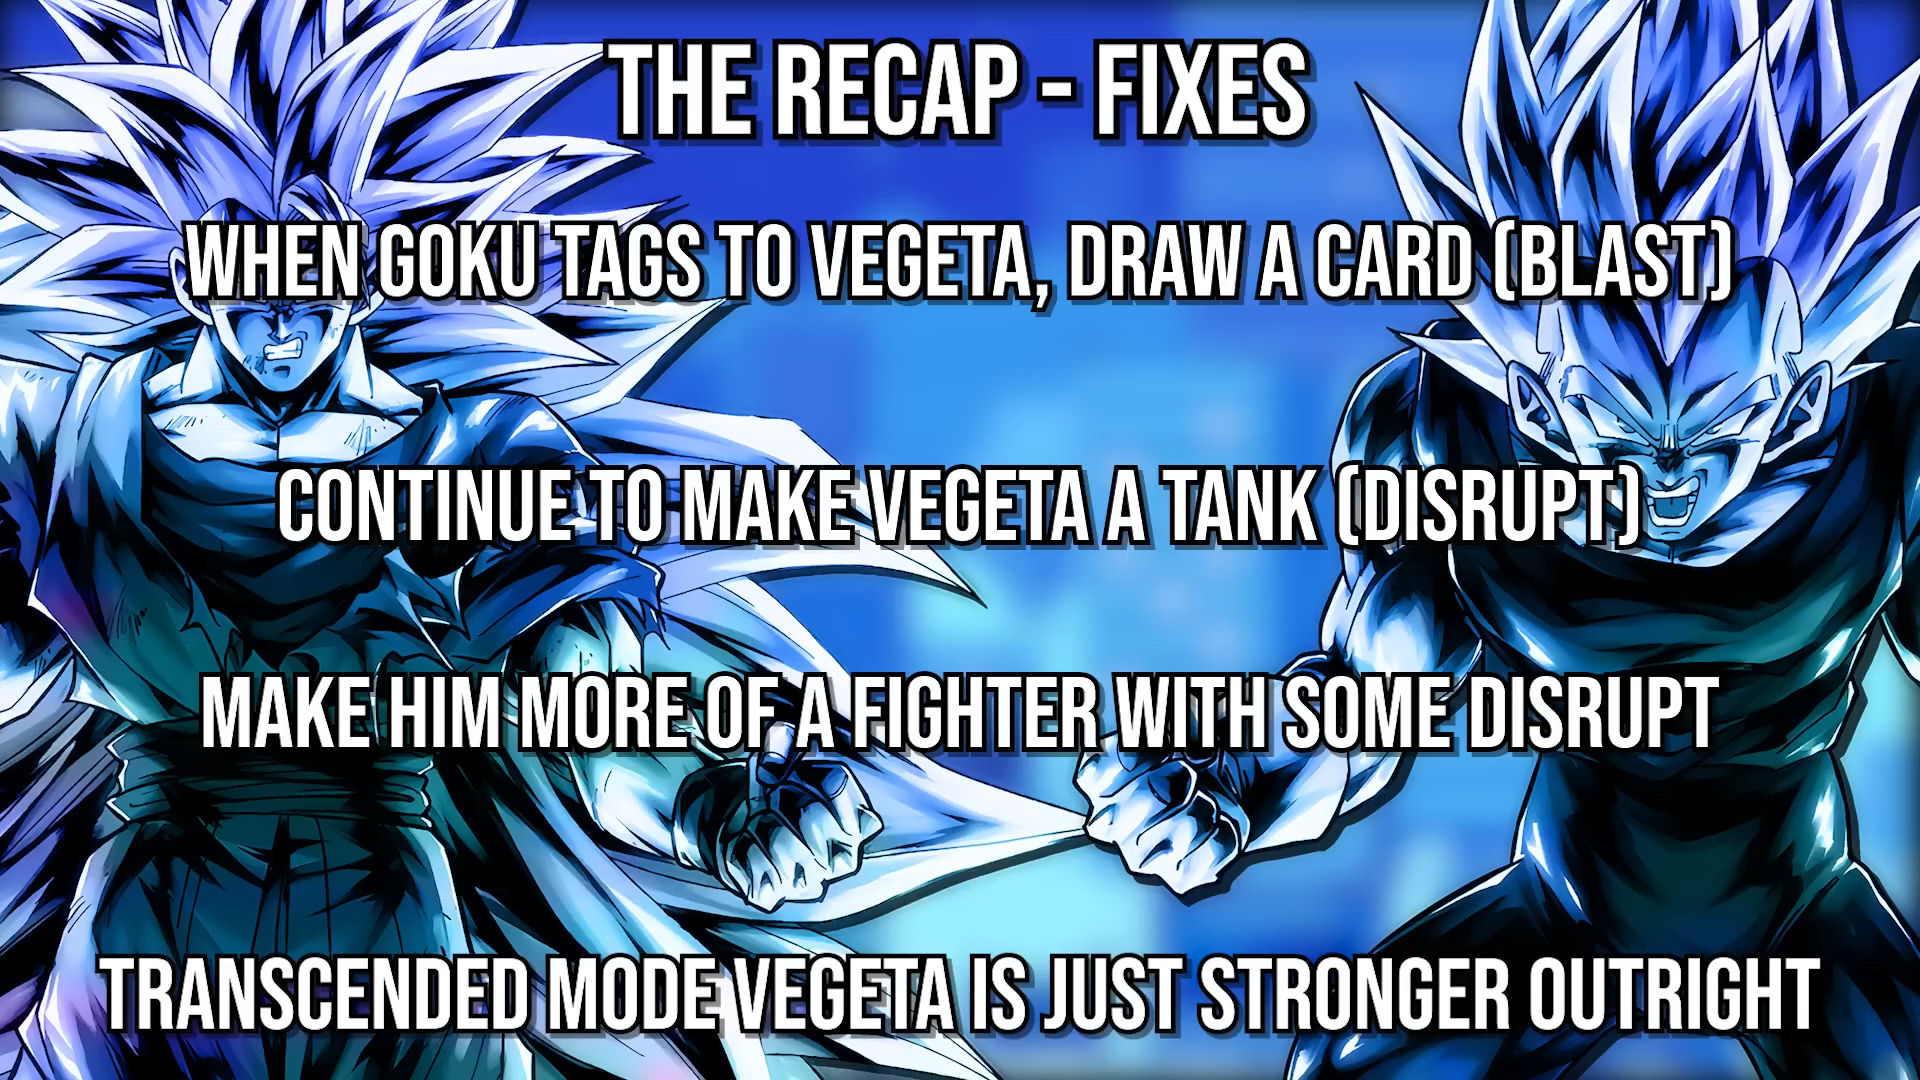 THE RECAP - FIXES
WHEN GOKU TAGS TO VEGETA, DRAW A CARD (BLAST)
CONTINUE TO MAKE VEGETA A TANK (DISRUPT)
MAKE HIM MORE OF A FIGHTER WITH SOME DISRUPT
TRANSCENDED MODE VEGETA IS JUST STRONGER OUTRIGHT